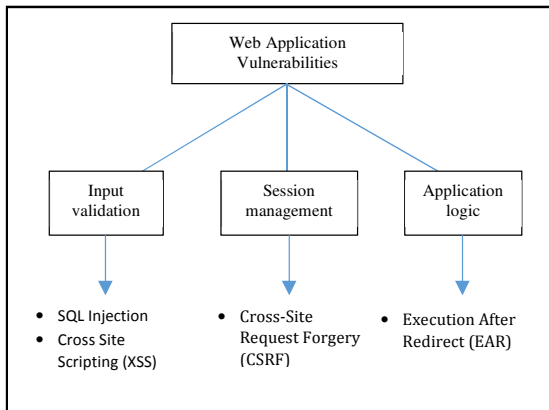 Web Application
Vulnerabilities
Input
validation
Session
management
Application
logic
• SQL Injection
• Cross Site
Scripting (XSS)
• Cross-Site
Request Forgery
(CSRF)
• Execution After
Redirect (EAR)